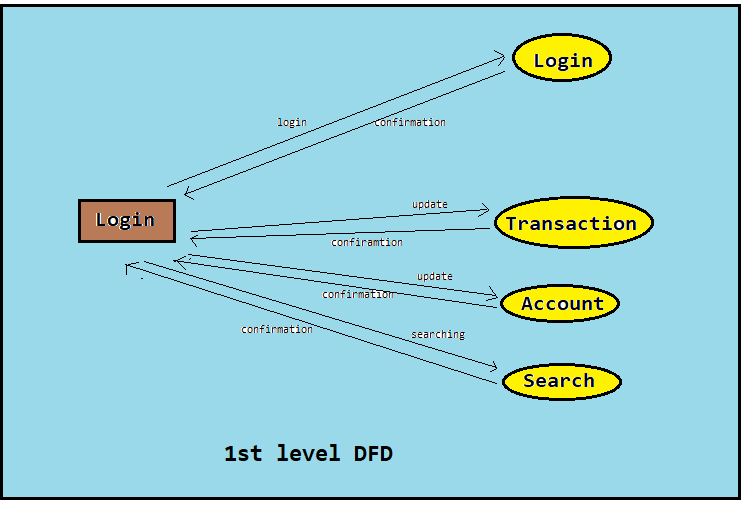 Login
login
confirmation
Login
update
Transaction
confiramtion
update
Account
confirmation
searching
confirmation
Search
1st level DFD